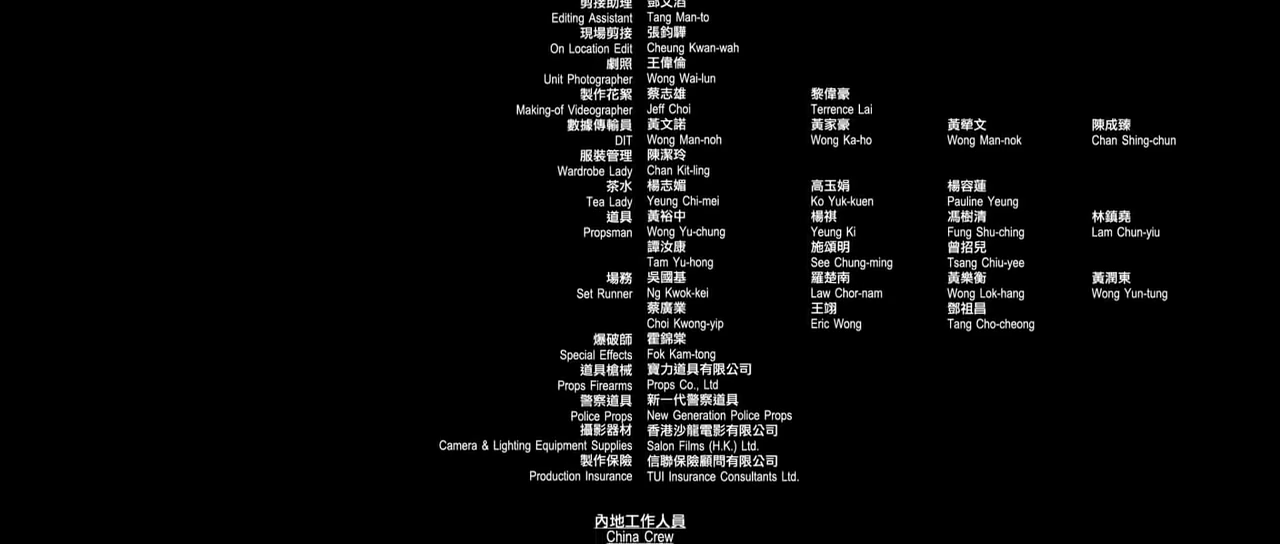 剪接助理 鄧文滔
Editing Assistant Tang Man-to
現場剪接 張鈞驊
On Location Edit Cheung Kwan-wah
劇照 王偉倫
Unit Photographer Wong Wai-lun
製作花絮 蔡志雄 黎偉豪
Making-of Videographer Jeff Choi Terrence Lai
數據傳輸員 黃文諾 黃家豪 黃犖文 陳成臻
DIT Wong Man-noh Wong Ka-ho Wong Man-nok Chan Shing-chun
服裝管理 陳潔玲
Wardrobe Lady Chan Kit-ling
茶水 楊志媚 高玉娟 楊容蓮
Tea Lady Yeung Chi-mei Ko Yuk-kuen Pauline Yeung
道具 黃裕中 楊祺 馮樹清 林鎮堯
Propsman Wong Yu-chung Yeung Ki Fung Shu-ching Lam Chun-yiu
譚汝康 施頌明 曾招兒
Tam Yu-hong See Chung-ming Tsang Chiu-yee
場務 吳國基 羅楚南 黃樂衡 黃潤東
Set Runner Ng Kwok-kei Law Chor-nam Wong Lok-hang Wong Yun-tung
蔡廣業 王翊 鄧祖昌
Choi Kwong-yip Eric Wong Tang Cho-cheong
爆破師 霍錦棠
Special Effects Fok Kam-tong
道具槍械 寶力道具有限公司
Props Firearms Props Co., Ltd
警察道具 新一代警察道具
Police Props New Generation Police Props
攝影器材 香港沙龍電影有限公司
Camera & Lighting Equipment Supplies Salon Films (H.K.) Ltd.
製作保險 信聯保險顧問有限公司
Production Insurance TUI Insurance Consultants Ltd.
內地工作人員
China Crew